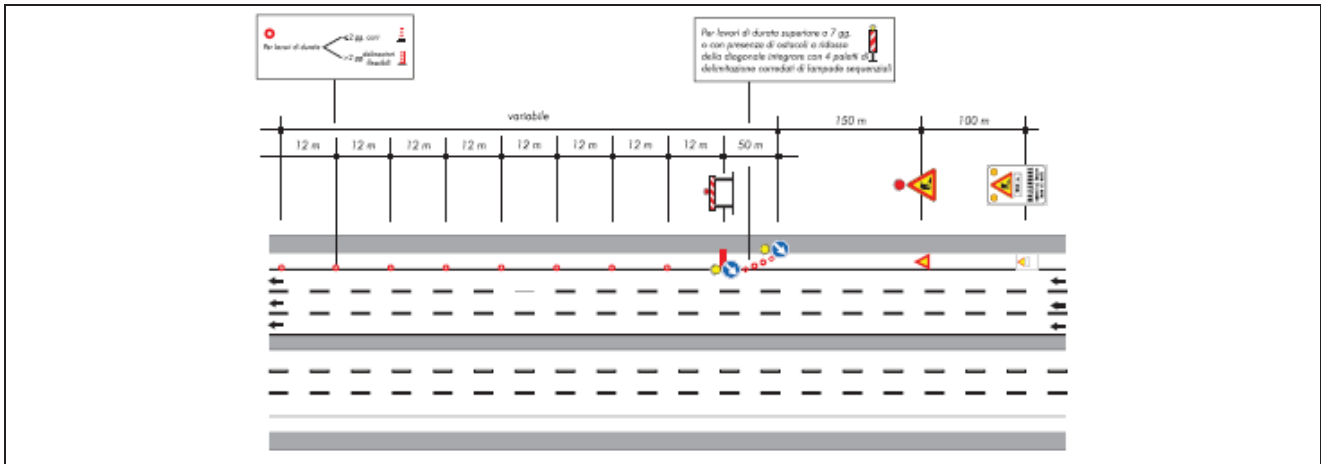 Per lavori di durata
≤2 gg. coni
>2 gg. delineatori
flessibili
Per lavori di durata superiore a 7 gg.
o con presenza di ostacoli a ridosso
della diagonale integrare con 4 paletti di
delimitazione corredati di lampade sequenziali
variabile
150 m
100 m
12 m
12 m
12 m
12 m
12 m
12 m
12 m
12 m
50 m